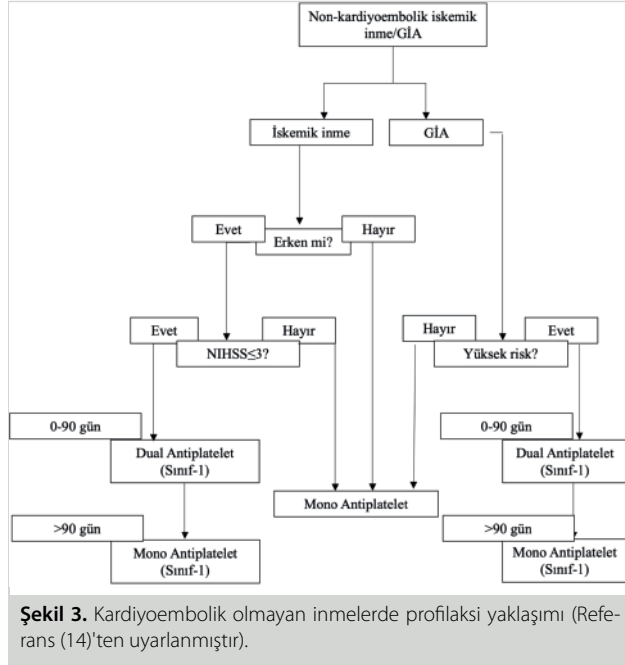 Non-kardiyoembolik iskemik
inme/GİA
İskemik inme
GİA
Evet
Hayır
Erken mi?
Evet
Hayır
NIHSS≤3?
Hayır
Evet
Yüksek risk?
0-90 gün
Dual Antiplatelet
(Sınıf-1)
0-90 gün
Dual Antiplatelet
(Sınıf-1)
Mono Antiplatelet
>90 gün
Mono Antiplatelet
(Sınıf-1)
>90 gün
Mono Antiplatelet
(Sınıf-1)
Şekil 3. Kardiyoembolik olmayan inmelerde profilaksi yaklaşımı (Refe-
rans (14)'ten uyarlanmıştır).